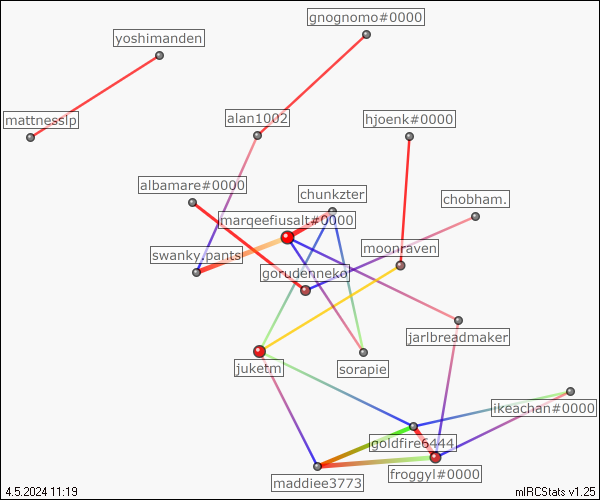 gnognomo#0000
yoshimanden
mattnesslp
alan1002
hjoenk#0000
albamare#0000
chunkzter
chobham.
marqeefiusalt#0000
swanky.pants
moonraven
gorudenneko
jarlbreadmaker
juketm
sorapie
ikeachan#0000
goldfire6444
maddiee3773
froggyl#0000
4.5.2024 11:19
mIRCStats v1.25